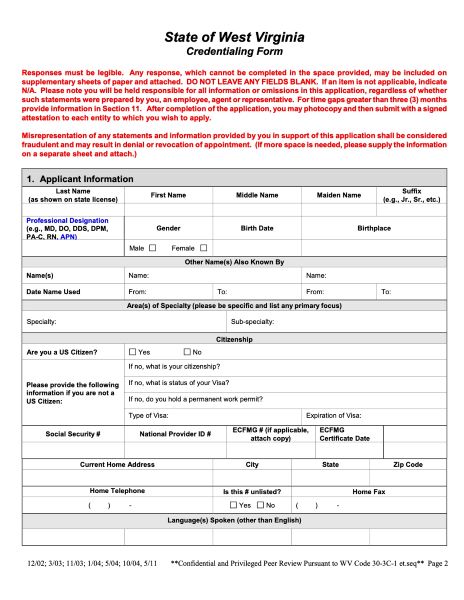 State of West Virginia
Credentialing Form
Responses must be legible. Any response, which cannot be completed in the space provided, may be included on
supplementary sheets of paper and attached. DO NOT LEAVE ANY FIELDS BLANK. If an item is not applicable, indicate
N/A. Please note you will be held responsible for all information or omissions in this application, regardless of whether
such statements were prepared by you, an employee, agent or representative. For time gaps greater than three (3) months
provide information in Section 11. After completion of the application, you may photocopy and then submit with a signed
attestation to each entity to which you wish to apply.
Misrepresentation of any statements and information provided by you in support of this application shall be considered
fraudulent and may result in denial or revocation of appointment. (If more space is needed, please supply the information
on a separate sheet and attach.)
1. Applicant Information
Last Name
(as shown on state license)
First Name
Middle Name
Maiden Name
Suffix
(e.g., Jr., Sr., etc.)
Professional Designation
(e.g., MD, DO, DDS, DPM,
PA-C, RN, APN)
Gender
Birth Date
Birthplace
Male ☐ Female ☐
Other Name(s) Also Known By
Name(s) Name: Name:
Date Name Used From: To: From: To:
Area(s) of Specialty (please be specific and list any primary focus)
Specialty: Sub-specialty:
Citizenship
Are you a US Citizen? ☐ Yes ☐ No
Please provide the following
information if you are not a
US Citizen:
If no, what is your citizenship?
If no, what is status of your Visa?
If no, do you hold a permanent work permit?
Type of Visa: Expiration of Visa:
Social Security # National Provider ID #
ECFMG # (if applicable,
attach copy)
ECFMG
Certificate Date
Current Home Address City State Zip Code
Home Telephone Is this # unlisted? Home Fax
( ) - ☐ Yes ☐ No ( ) -
Language(s) Spoken (other than English)
12/02; 3/03; 11/03; 1/04; 5/04; 10/04, 5/11 **Confidential and Privileged Peer Review Pursuant to WV Code 30-3C-1 et.seq** Page 2